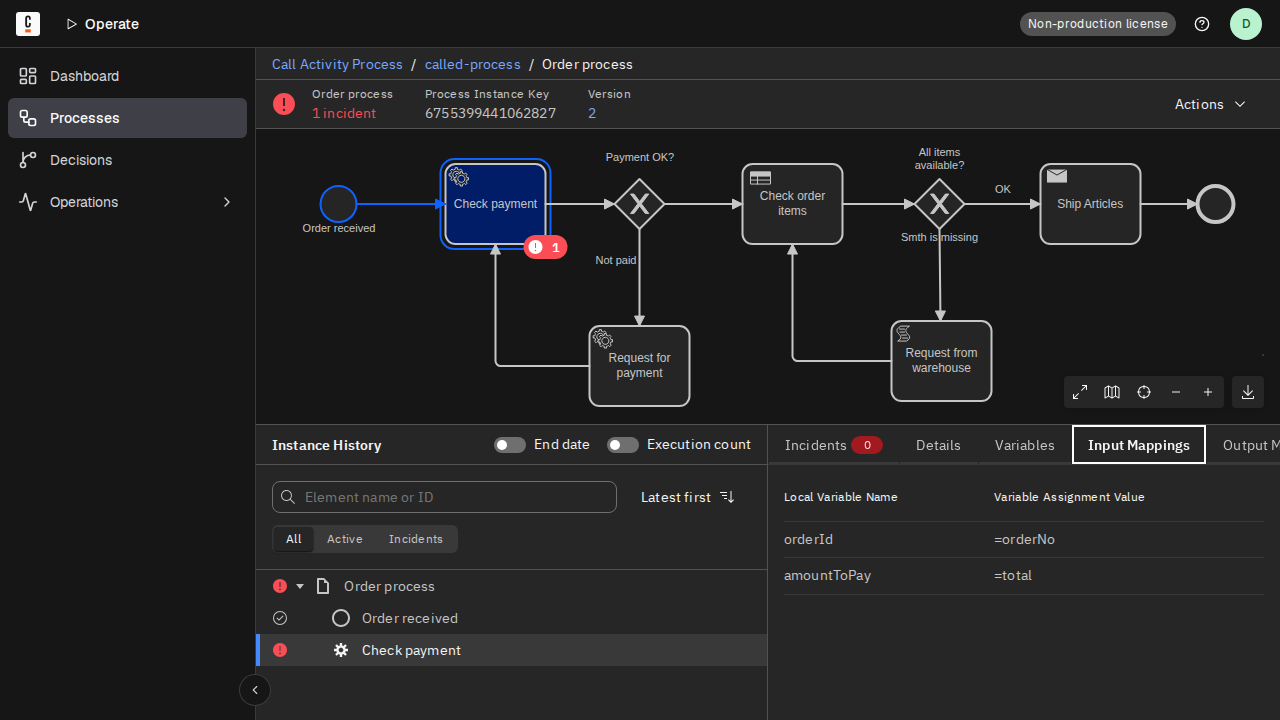 C
Operate
Non-production license
D
Dashboard
Processes
Decisions
Operations
Call Activity Process / called-process / Order process
Order process
1 incident
Process Instance Key
6755399441062827
Version
2
Actions
Order received
Check payment
1
Payment OK?
Not paid
Request for
payment
Check order
items
All items
available?
OK
Smth is missing
Request from
warehouse
Ship Articles
Instance History
End date
Execution count
Element name or ID
Latest first
All
Active
Incidents
Order process
Order received
Check payment
Incidents 0
Details
Variables
Input Mappings
Output M
Local Variable Name
Variable Assignment Value
orderId
=orderNo
amountToPay
=total